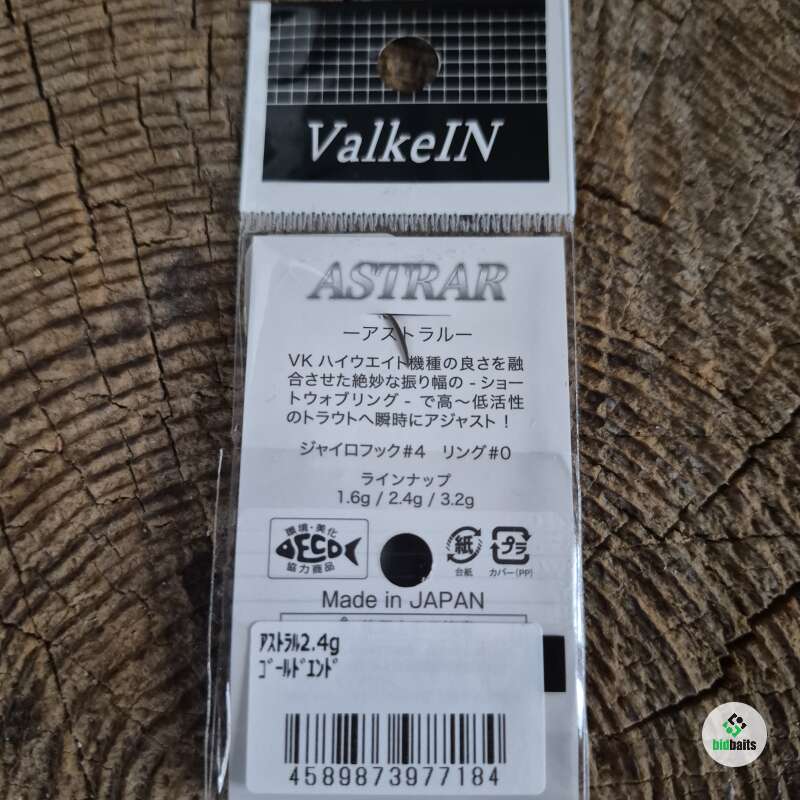 ValkeIN
ASTRAR
ーアストラルー
VK ハイウエイト機種の良さを融
合させた絶妙な振り幅の - ショー
トウォブリング - で高〜低活性
のトラウトへ瞬時にアジャスト！
ジャイロフック#4 リング#0
ラインナップ
1.6g / 2.4g / 3.2g
環境・美化
ECO
協力商品
紙
台紙
プラ
カバー(PP)
Made in JAPAN
ｱｽﾄﾗﾙ2.4g
ｺﾞｰﾙﾄﾞｴﾝﾄﾞ
4589873977184
bidbaits